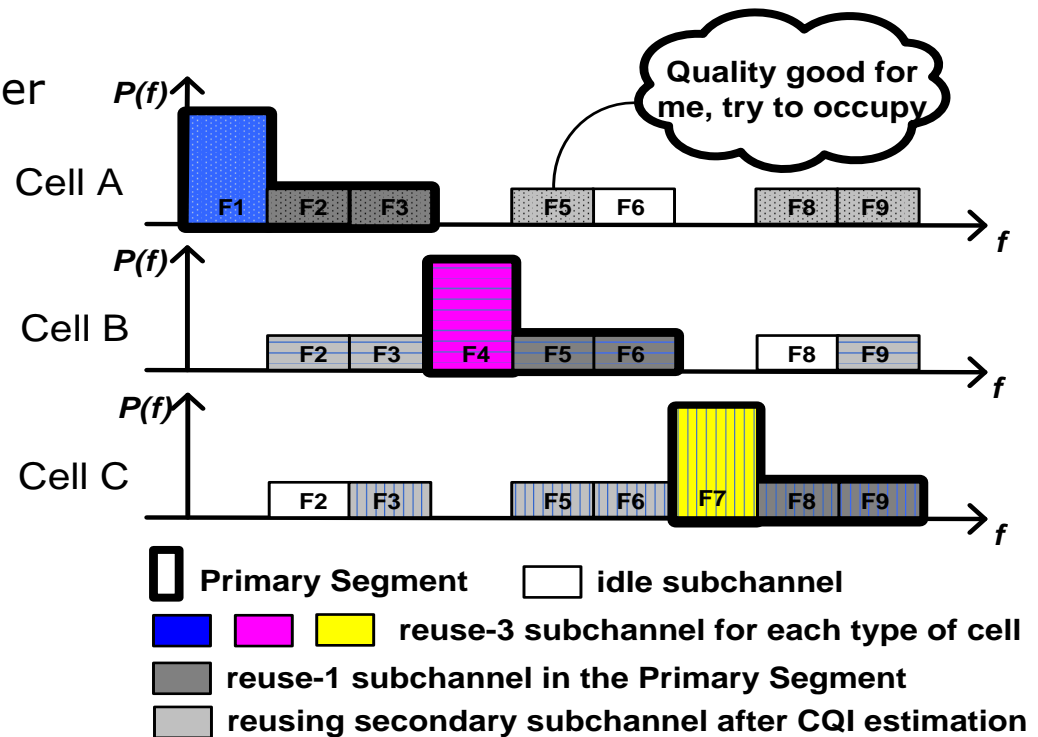 er
P(f)
Quality good for
me, try to occupy
Cell A
F1 F2 F3 F5 F6 F8 F9
f
P(f)
Cell B
F2 F3 F4 F5 F6 F8 F9
f
P(f)
Cell C
F2 F3 F5 F6 F7 F8 F9
f
Primary Segment idle subchannel
reuse-3 subchannel for each type of cell
reuse-1 subchannel in the Primary Segment
reusing secondary subchannel after CQI estimation